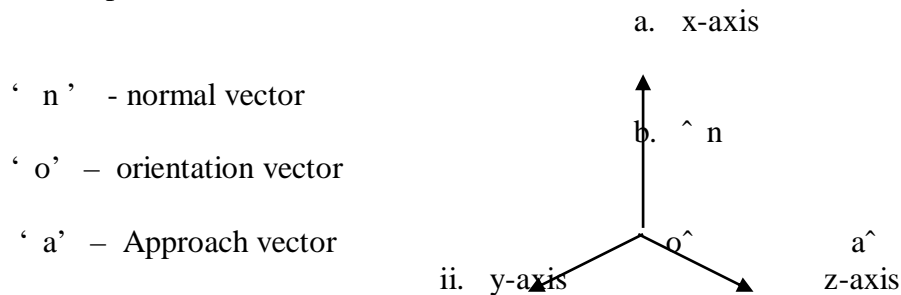 a. x-axis
‘ n ’ - normal vector
b. ˆ n
‘ o’ – orientation vector
‘ a’ – Approach vector
oˆ aˆ
ii. y-axis z-axis